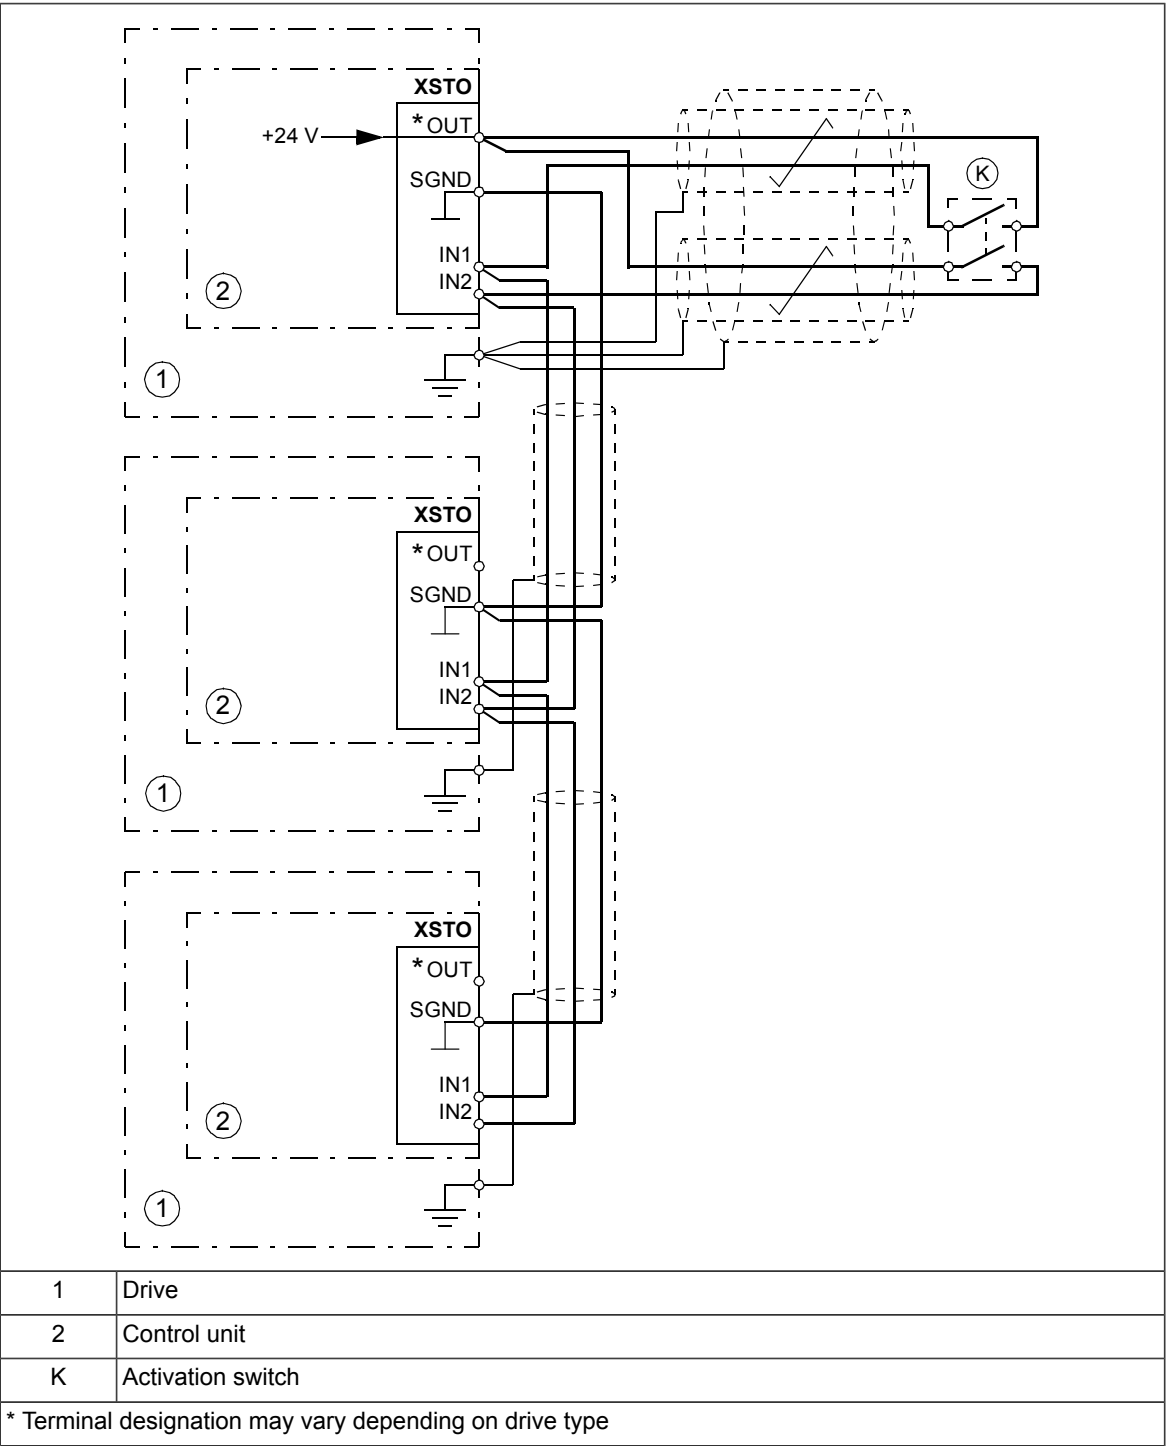 XSTO
*OUT
+24 V
SGND
K
IN1
IN2
2
1
XSTO
*OUT
SGND
IN1
IN2
2
1
XSTO
*OUT
SGND
IN1
IN2
2
1
1 Drive
2 Control unit
K Activation switch
* Terminal designation may vary depending on drive type